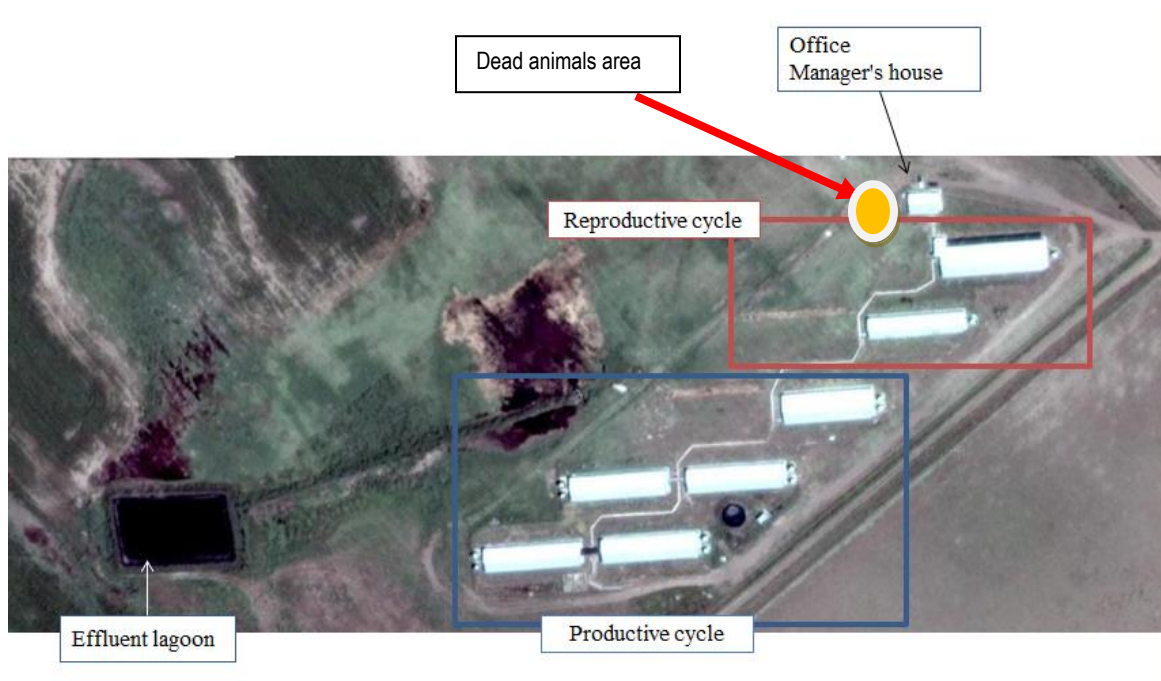 Dead animals area
Office
Manager's house
Reproductive cycle
Effluent lagoon
Productive cycle